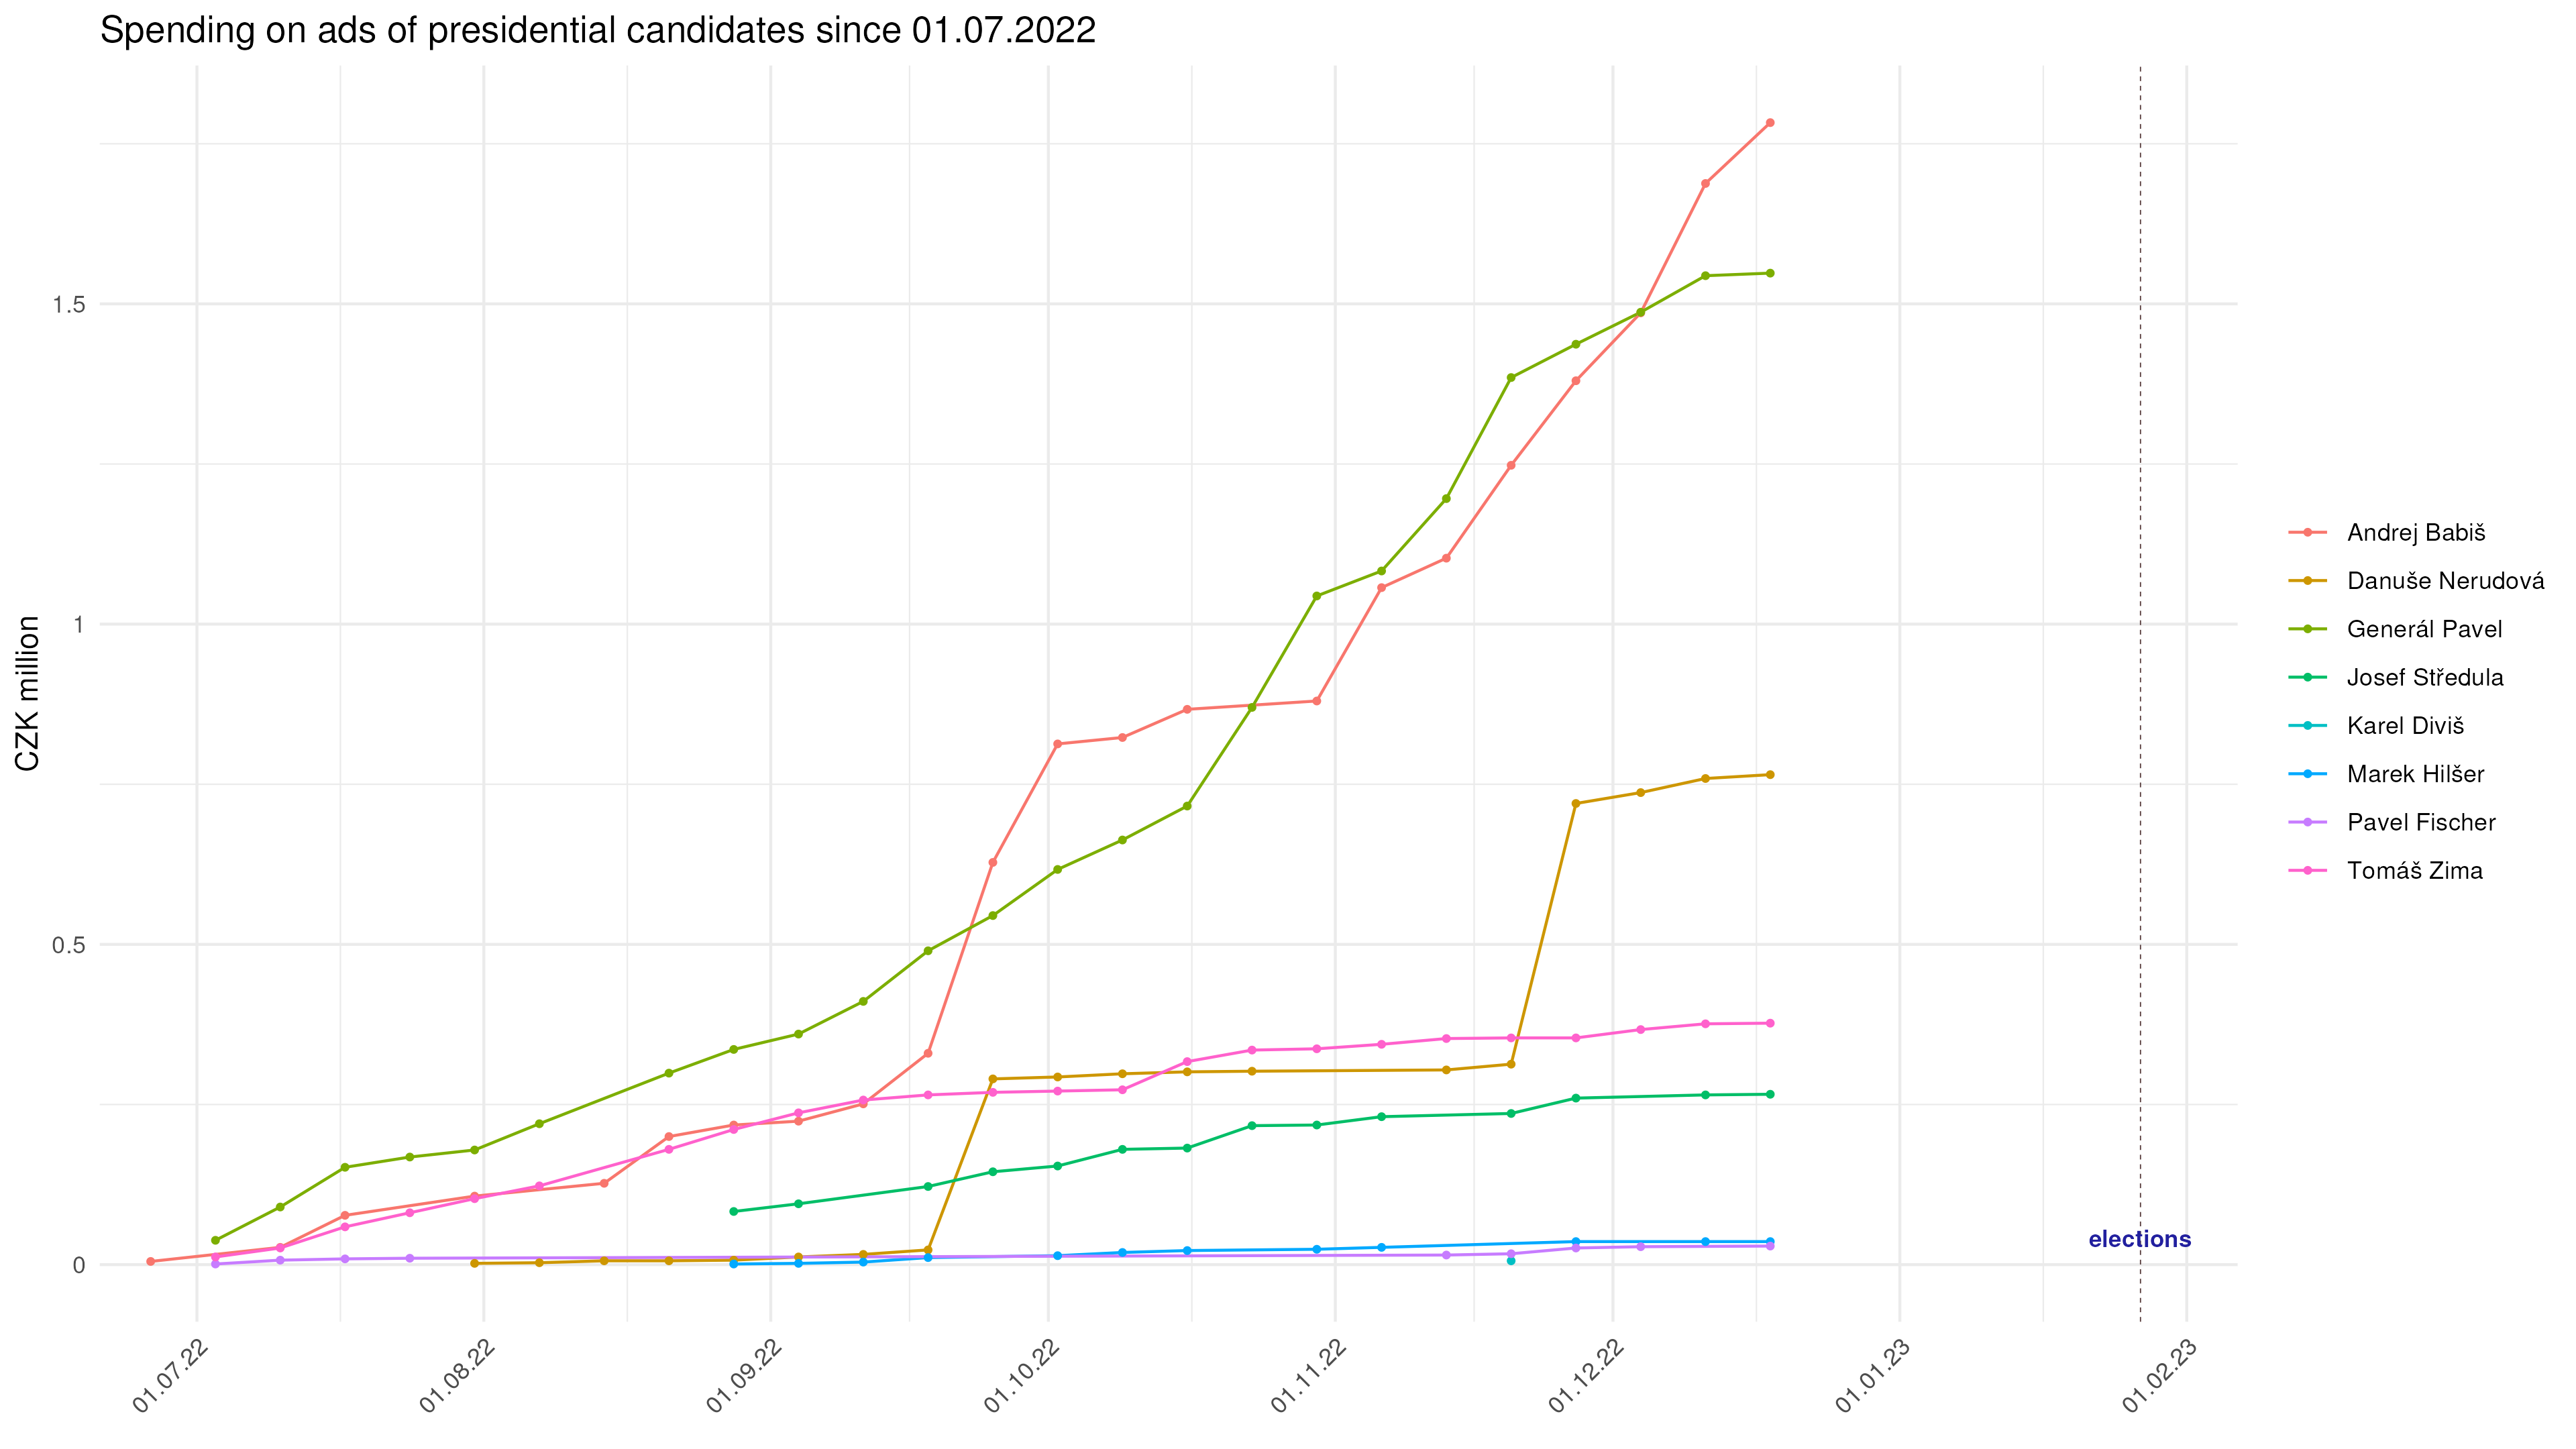 Spending on ads of presidential candidates since 01.07.2022
CZK million
1.5
1
0.5
0
01.07.22
01.08.22
01.09.22
01.10.22
01.11.22
01.12.22
01.01.23
01.02.23
elections
Andrej Babiš
Danuše Nerudová
Generál Pavel
Josef Středula
Karel Diviš
Marek Hilšer
Pavel Fischer
Tomáš Zima